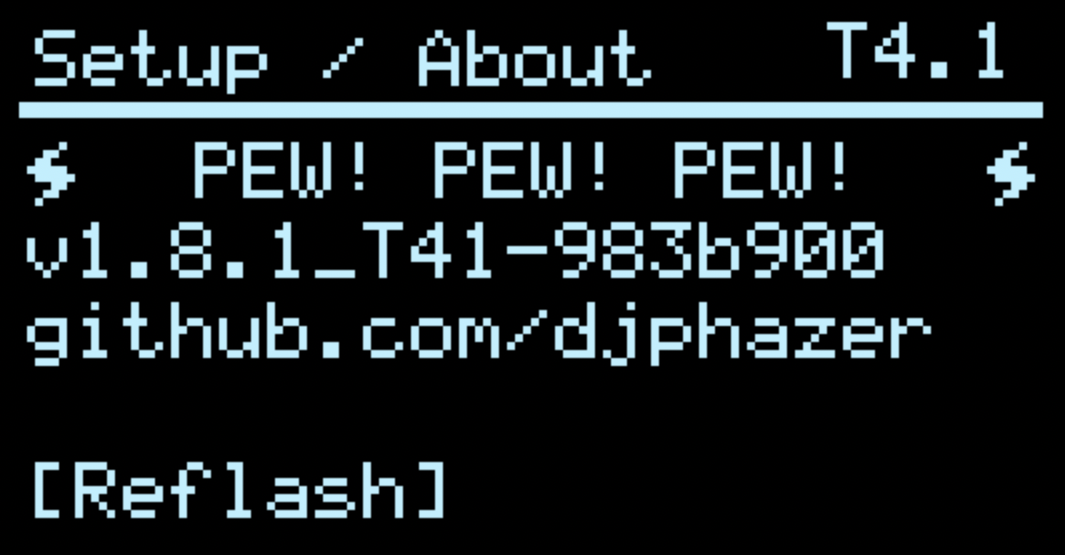 Setup / About T4.1
PEW! PEW! PEW!
v1.8.1_T41-983b900
github.com/djphazer
[Reflash]